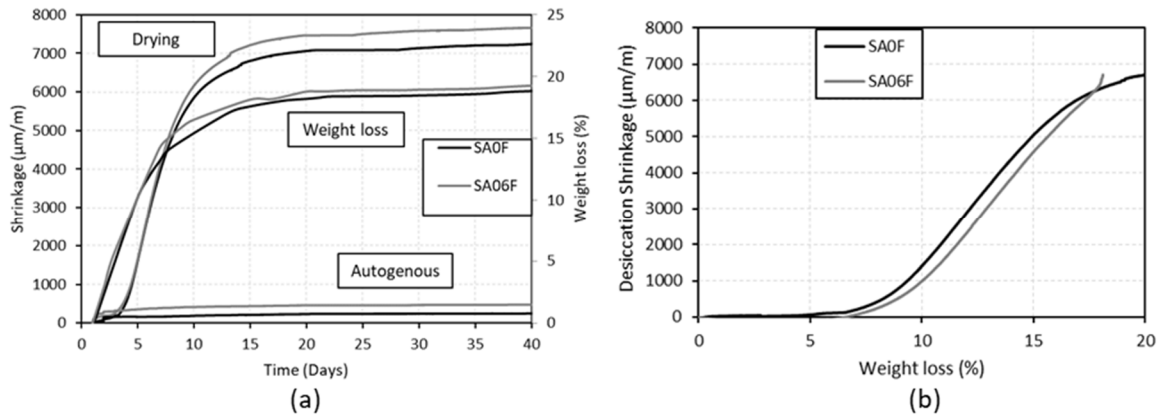 8000
7000
6000
5000
4000
3000
2000
1000
0
Shrinkage (µm/m)
Drying
Weight loss
SA0F
SA06F
Autogenous
25
20
15
10
5
0
Weight loss (%)
0 5 10 15 20 25 30 35 40
Time (Days)
(a)
8000
7000
6000
5000
4000
3000
2000
1000
0
Desiccation Shrinkage (µm/m)
SA0F
SA06F
0 5 10 15 20
Weight loss (%)
(b)